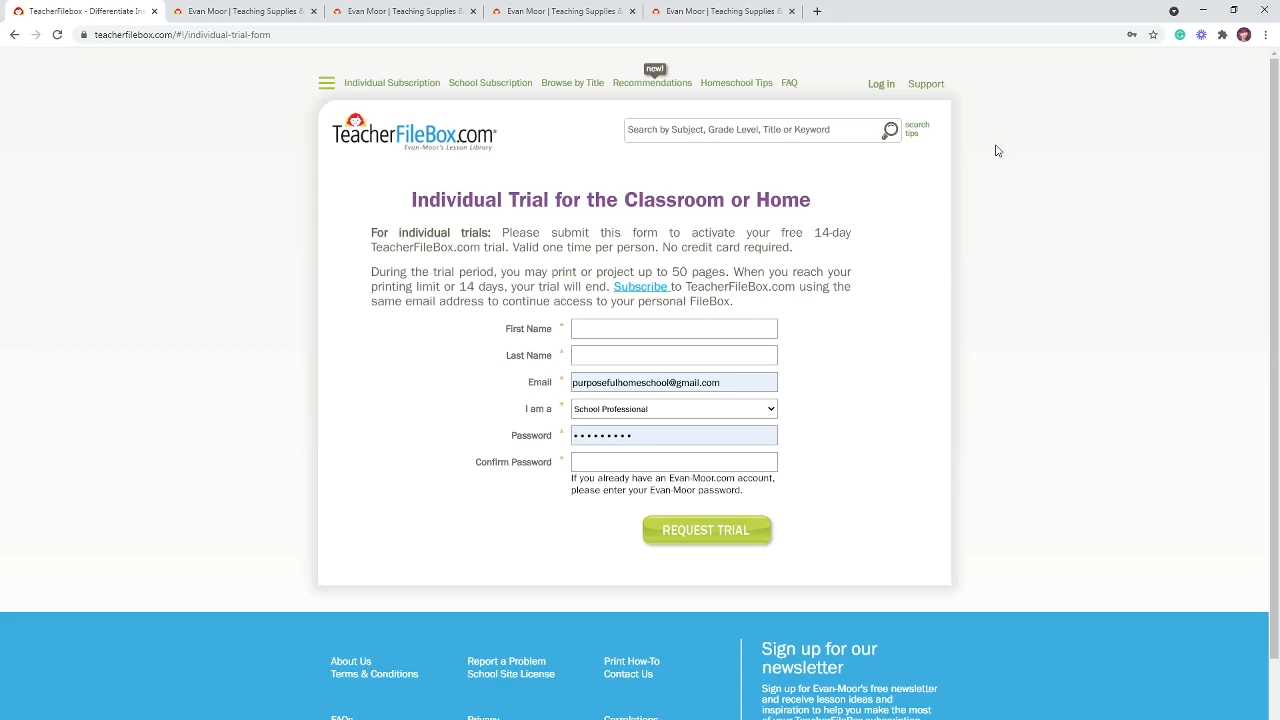 TeacherFileBox - Differentiate In
Evan Moor | Teaching Supplies &
Evan Moor | Teaching Supplies &
Evan Moor | Teaching Supplies &
Evan Moor | Teaching Supplies &
teacherfilebox.com/#!/individual-trial-form
new!
Individual Subscription School Subscription Browse by Title Recommendations Homeschool Tips FAQ Log in Support
TeacherFileBox.com®
Evan-Moor's Lesson Library
Search by Subject, Grade Level, Title or Keyword
search
tips
Individual Trial for the Classroom or Home
For individual trials: Please submit this form to activate your free 14-day
TeacherFileBox.com trial. Valid one time per person. No credit card required.
During the trial period, you may print or project up to 50 pages. When you reach your
printing limit or 14 days, your trial will end. Subscribe to TeacherFileBox.com using the
same email address to continue access to your personal FileBox.
First Name *
Last Name *
Email * purposefulhomeschool@gmail.com
I am a * School Professional
Password * •••••••••
Confirm Password *
If you already have an Evan-Moor.com account,
please enter your Evan-Moor password.
REQUEST TRIAL
About Us Report a Problem Print How-To
Terms & Conditions School Site License Contact Us
FAQs Privacy Correlations
Sign up for our
newsletter
Sign up for Evan-Moor's free newsletter
and receive lesson ideas and
inspiration to help you make the most
of your TeacherFileBox subscription